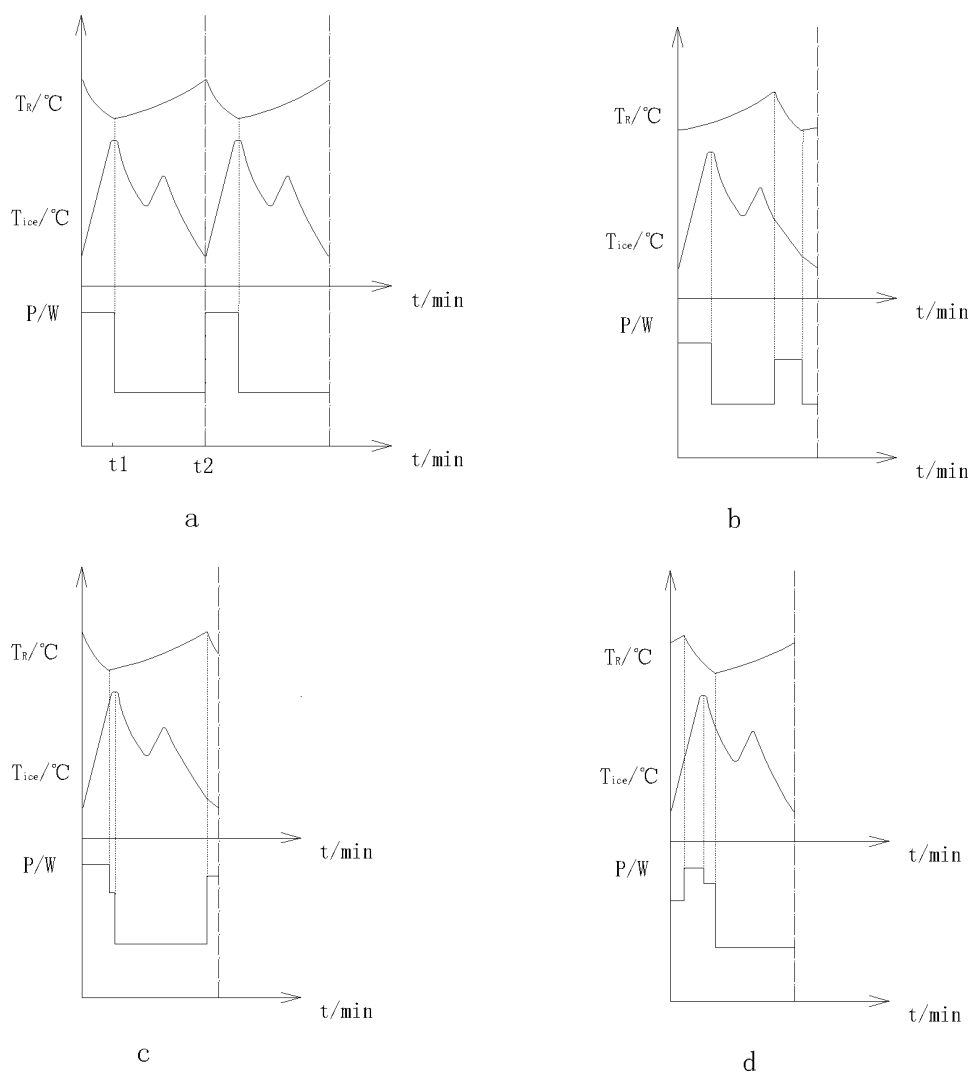 T_R/℃
T_ice/℃
t/min
P/W
t1
t2
t/min
a
T_R/℃
T_ice/℃
t/min
P/W
t/min
b
T_R/℃
T_ice/℃
t/min
P/W
t/min
c
T_R/℃
T_ice/℃
t/min
P/W
t/min
d